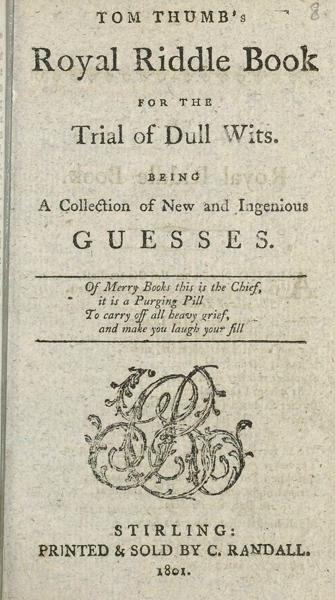 8
TOM THUMB's
Royal Riddle Book
FOR THE
Trial of Dull Wits.
BEING
A Collection of New and Ingenious
GUESSES.
Of Merry Books this is the Chief,
it is a Purging Pill
To carry off all heavy grief,
and make you laugh your fill
STIRLING:
PRINTED & SOLD BY C. RANDALL.
1801.